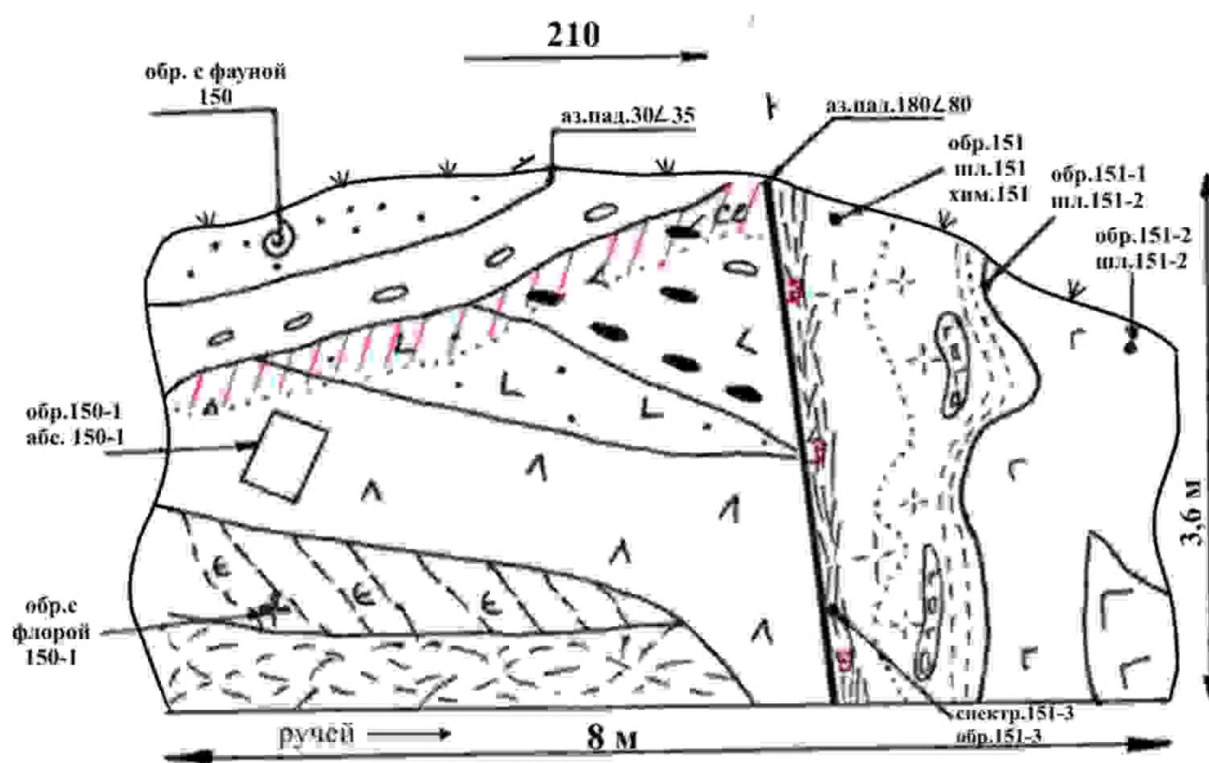 210
обр. с фауной
150
аз.пад.30∠35
аз.пад.180∠80
обр.151
шл.151
хим.151
обр.151-1
шл.151-2
обр.151-2
шл.151-2
обр.150-1
абс. 150-1
3,6 м
обр.с
флорой
150-1
спектр.151-3
обр.151-3
ручей
8 м